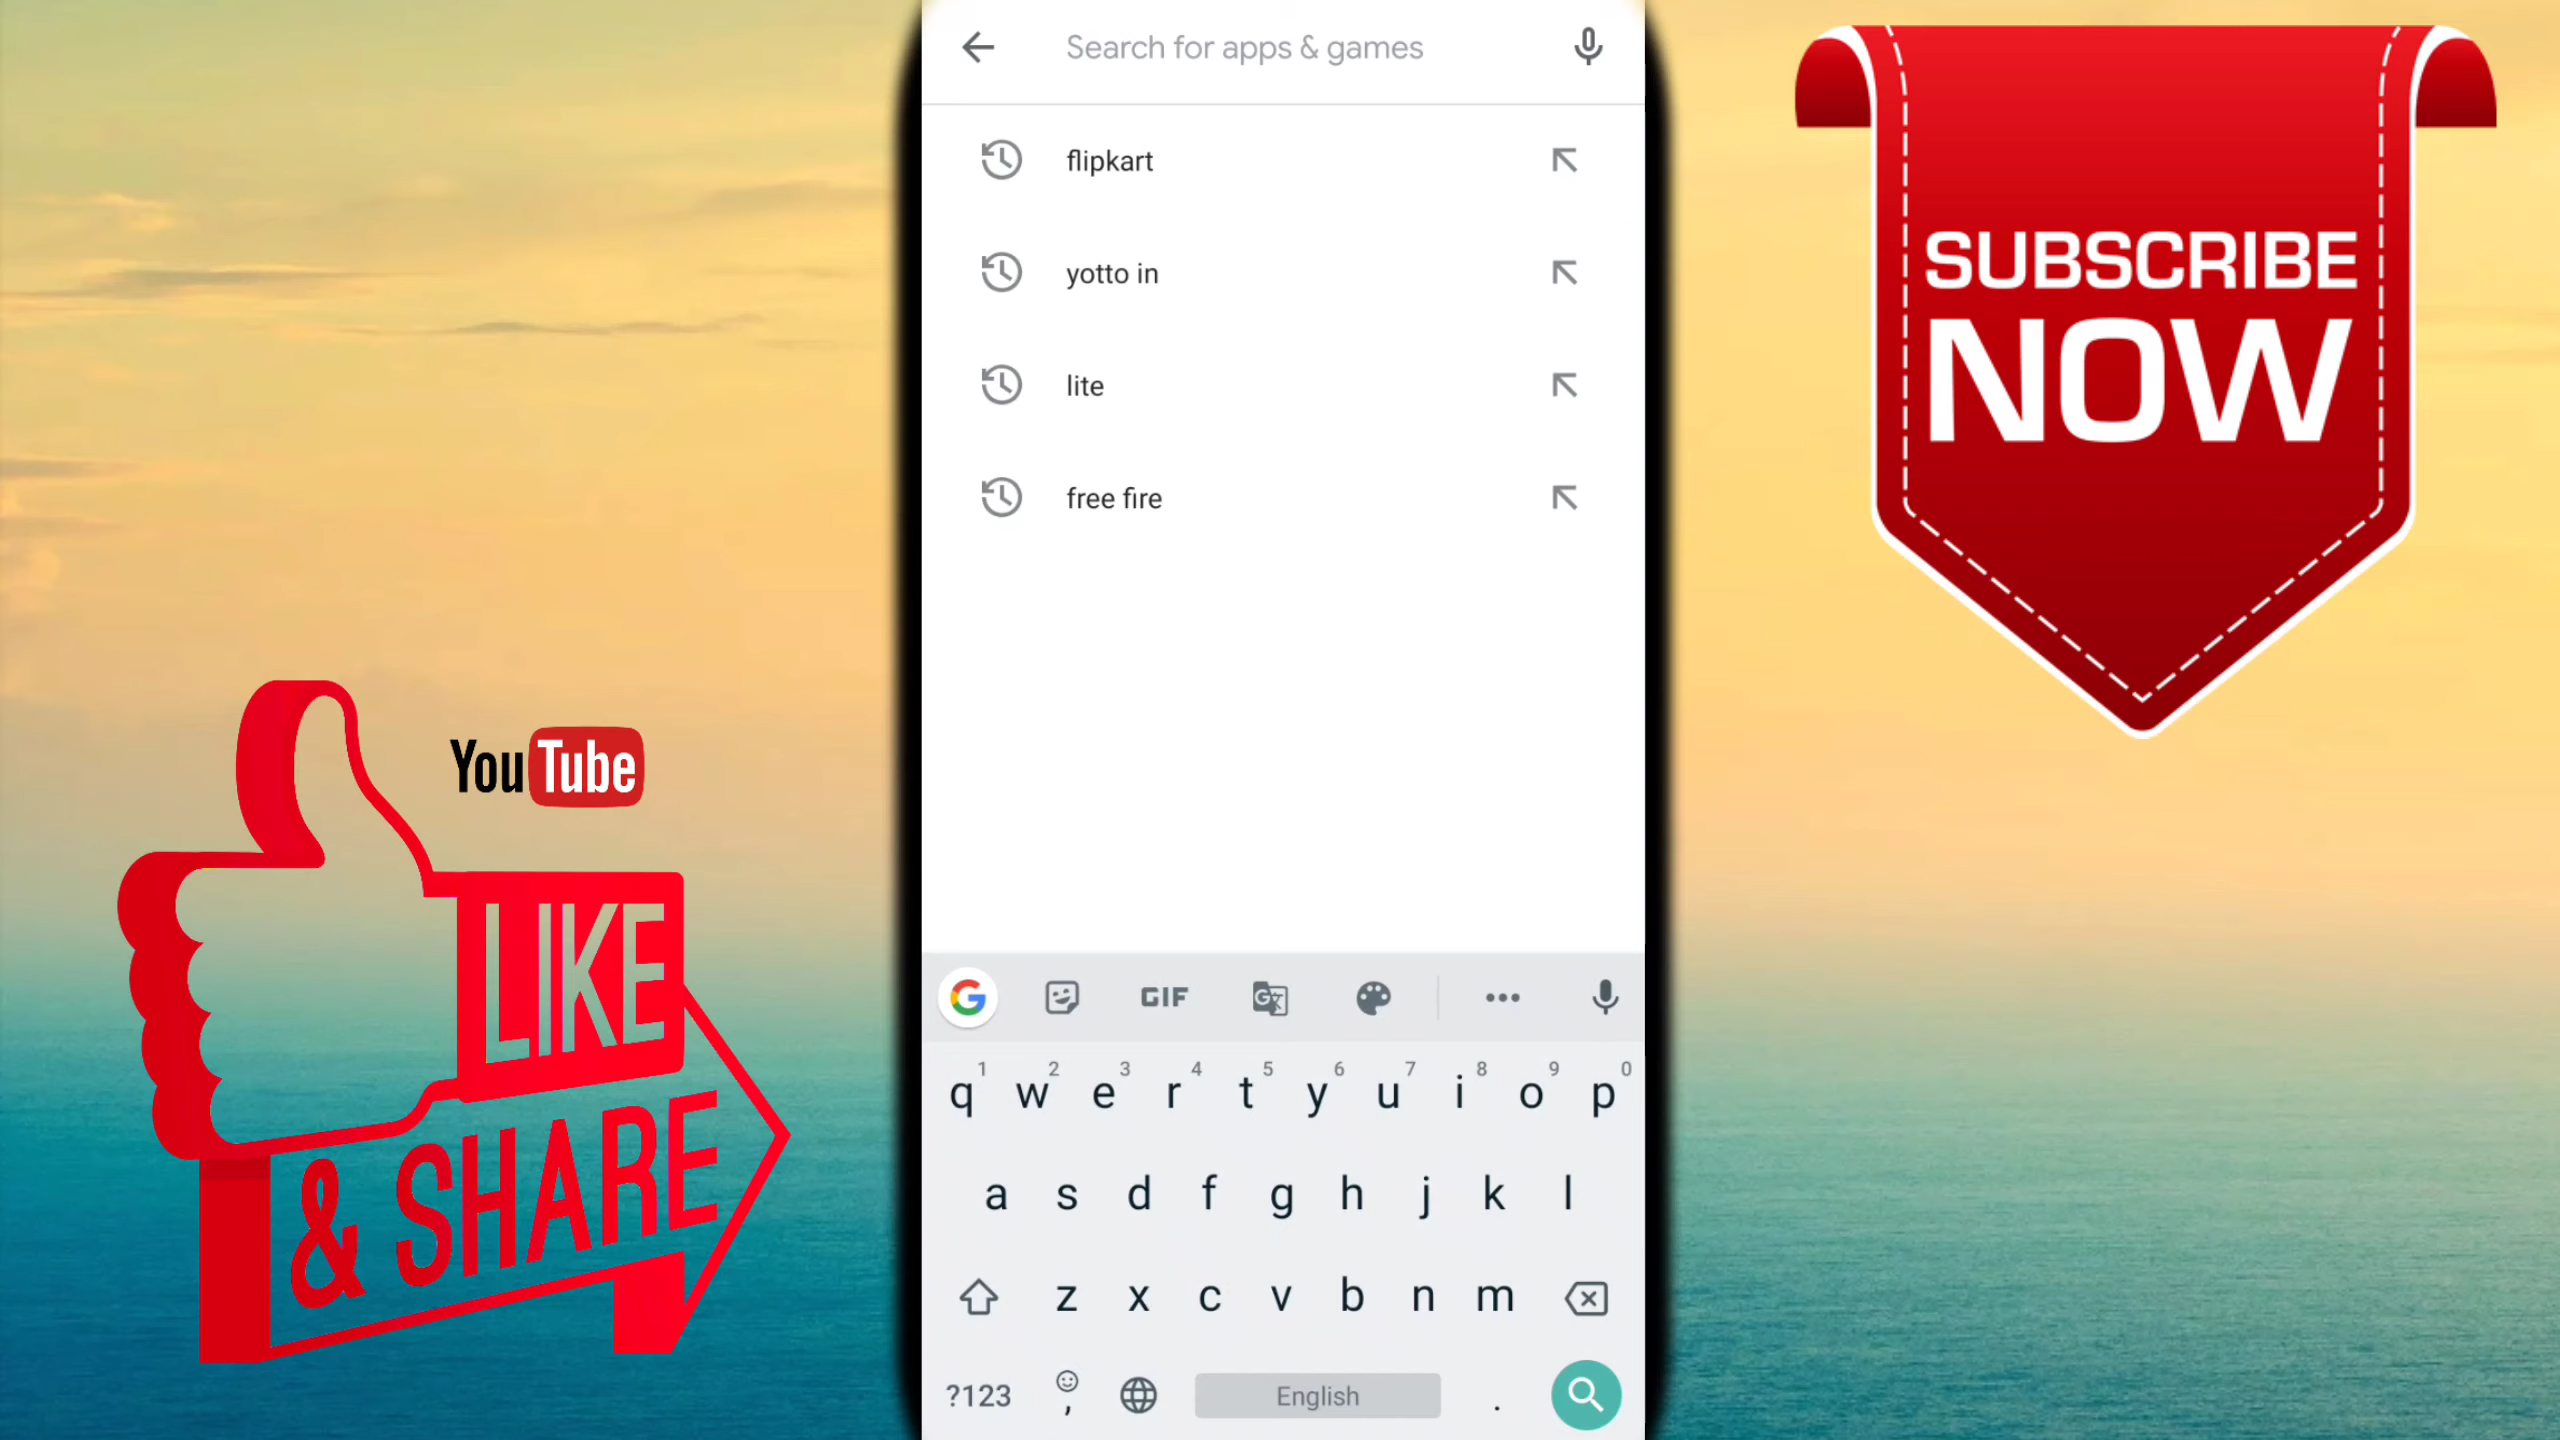 Search for apps & games
flipkart
yotto in
lite
free fire
SUBSCRIBE
NOW
YouTube
LIKE
& SHARE
GIF
1 2 3 4 5 6 7 8 9 0
q w e r t y u i o p
a s d f g h j k l
z x c v b n m
?123 , English .